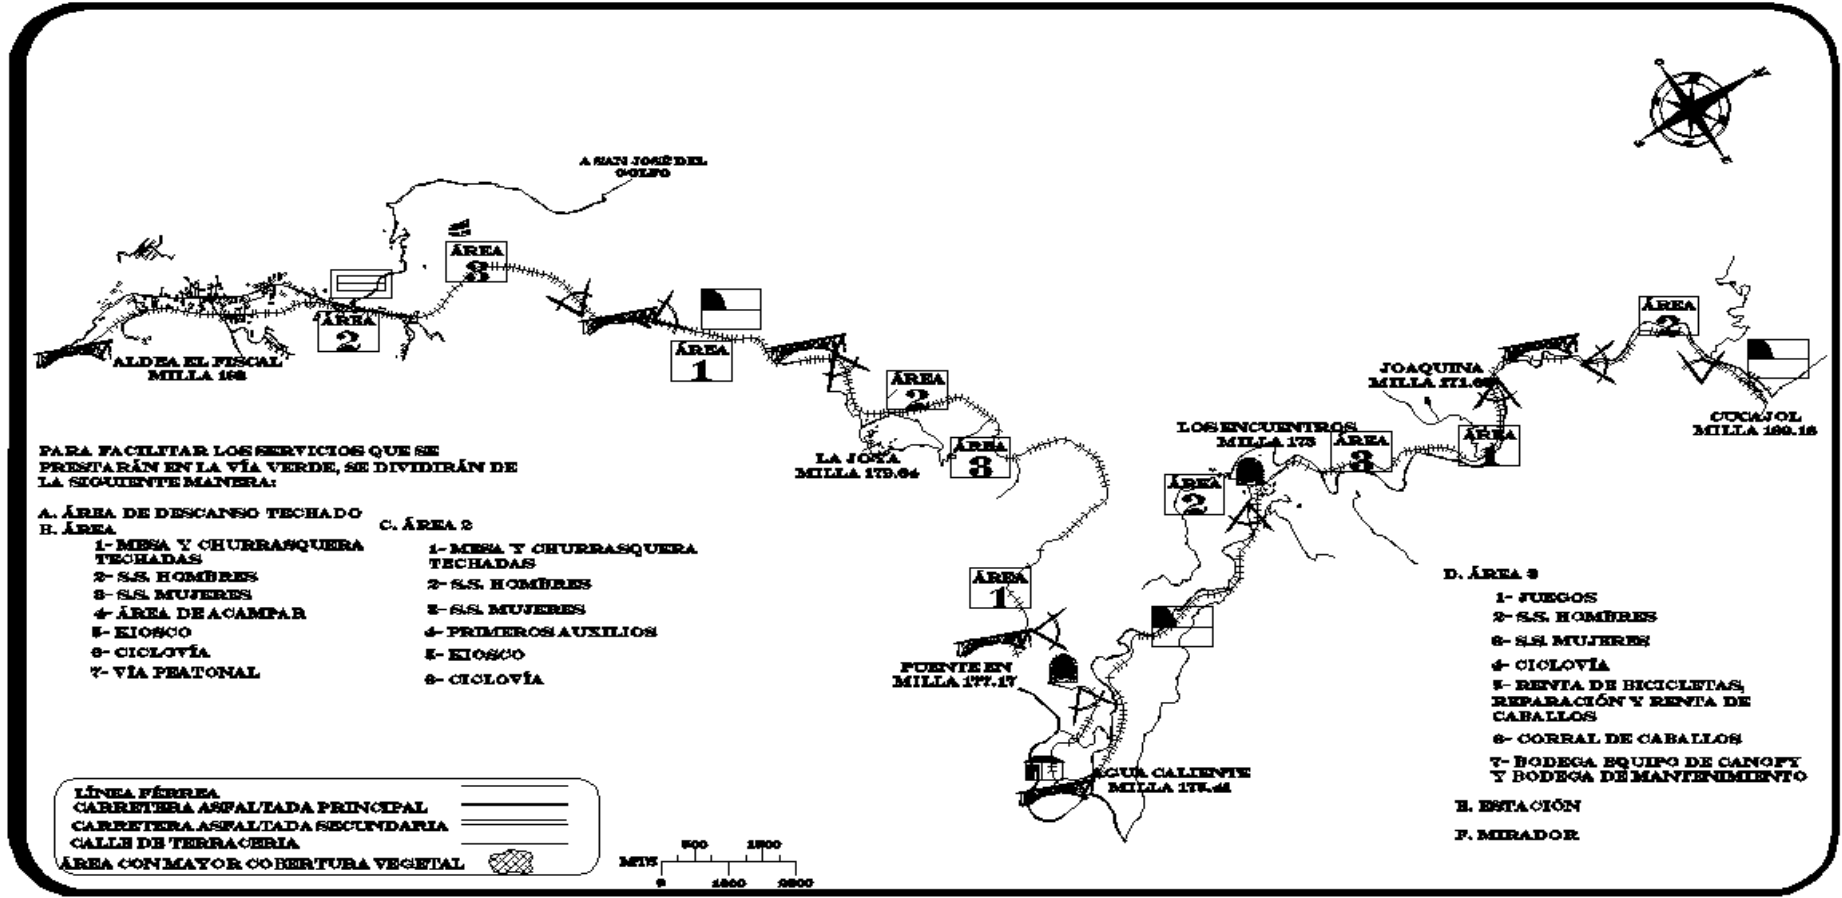 A SAN JOSÉ DEL
GOLFO
ÁREA
3
ÁREA
2
ALDEA EL FISCAL
MILLA
ÁREA
1
ÁREA
2
LA JOYA
MILLA 179.64
ÁREA
3
ÁREA
1
PUENTE EN
MILLA 177.17
AGUA CALIENTE
MILLA
ÁREA
2
LOS ENCUENTROS
MILLA 173
ÁREA
3
JOAQUINA
MILLA
ÁREA
1
ÁREA
2
CUCAJOL
MILLA 169.16
PARA FACILITAR LOS SERVICIOS QUE SE
PRESTARÁN EN LA VÍA VERDE, SE DIVIDIRÁN DE
LA SIGUIENTE MANERA:
A. ÁREA DE DESCANSO TECHADO
B. ÁREA
1- MESA Y CHURRASQUERA
TECHADAS
2- S.S. HOMBRES
3- S.S. MUJERES
4- ÁREA DE ACAMPAR
5- KIOSCO
6- CICLOVÍA
7- VÍA PEATONAL
C. ÁREA 2
1- MESA Y CHURRASQUERA
TECHADAS
2- S.S. HOMBRES
S.S. MUJERES
4- PRIMEROS AUXILIOS
5- KIOSCO
6- CICLOVÍA
D. ÁREA 3
1- JUEGOS
2- S.S. HOMBRES
S.S. MUJERES
4- CICLOVÍA
5- RENTA DE BICICLETAS,
REPARACIÓN Y RENTA DE
CABALLOS
6- CORRAL DE CABALLOS
7- BODEGA EQUIPO DE CANOPY
Y BODEGA DE MANTENIMIENTO
E. ESTACIÓN
F. MIRADOR
LÍNEA FÉRREA
CARRETERA ASFALTADA PRINCIPAL
CARRETERA ASFALTADA SECUNDARIA
CALLE DE TERRACERIA
ÁREA CON MAYOR COBERTURA VEGETAL
500 1500
MTS
0 1000 2000